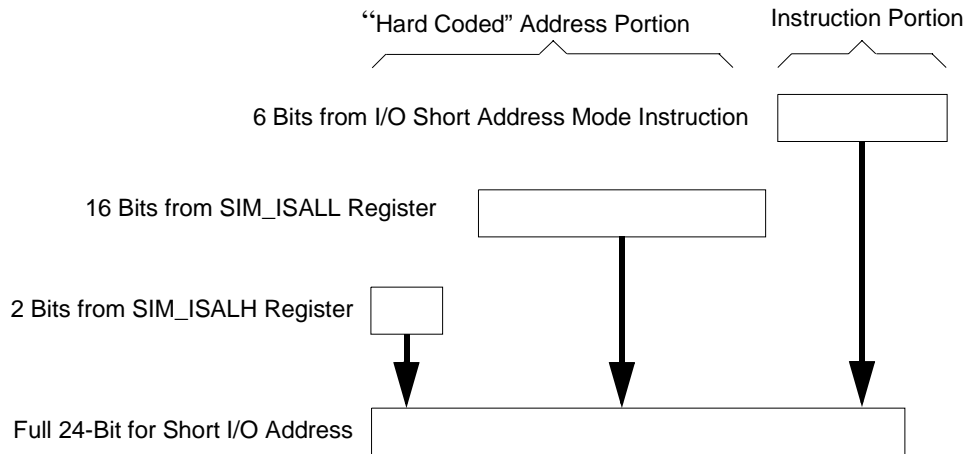 “Hard Coded” Address Portion
Instruction Portion
6 Bits from I/O Short Address Mode Instruction
16 Bits from SIM_ISALL Register
2 Bits from SIM_ISALH Register
Full 24-Bit for Short I/O Address